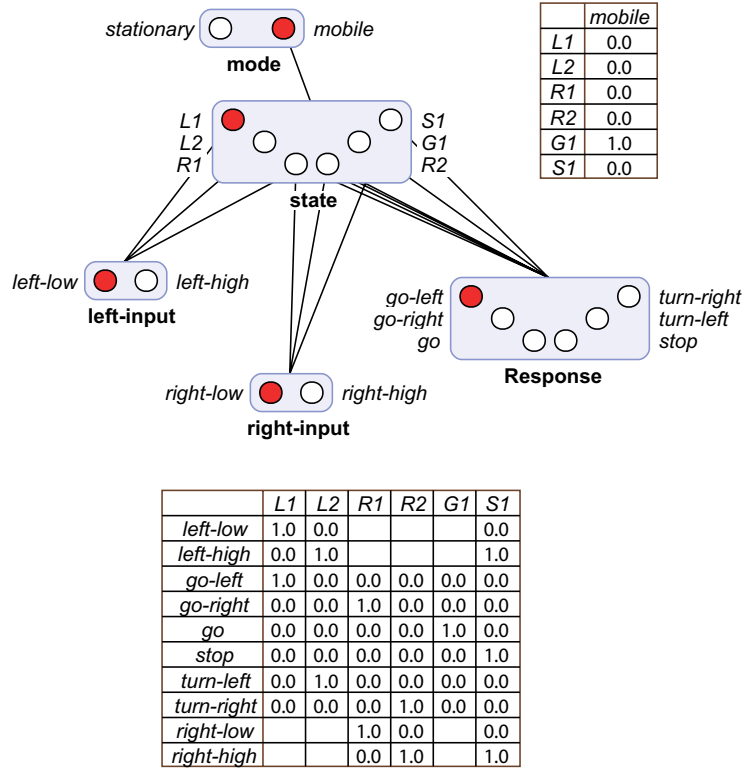 stationary mobile
mode
L1 S1
L2 G1
R1 R2
state
left-low left-high
left-input
go-left turn-right
go-right turn-left
go stop
Response
right-low right-high
right-input
mobile
L1 0.0
L2 0.0
R1 0.0
R2 0.0
G1 1.0
S1 0.0
L1 L2 R1 R2 G1 S1
left-low 1.0 0.0 0.0
left-high 0.0 1.0 1.0
go-left 1.0 0.0 0.0 0.0 0.0 0.0
go-right 0.0 0.0 1.0 0.0 0.0 0.0
go 0.0 0.0 0.0 0.0 1.0 0.0
stop 0.0 0.0 0.0 0.0 0.0 1.0
turn-left 0.0 1.0 0.0 0.0 0.0 0.0
turn-right 0.0 0.0 0.0 1.0 0.0 0.0
right-low 1.0 0.0 0.0
right-high 0.0 1.0 1.0